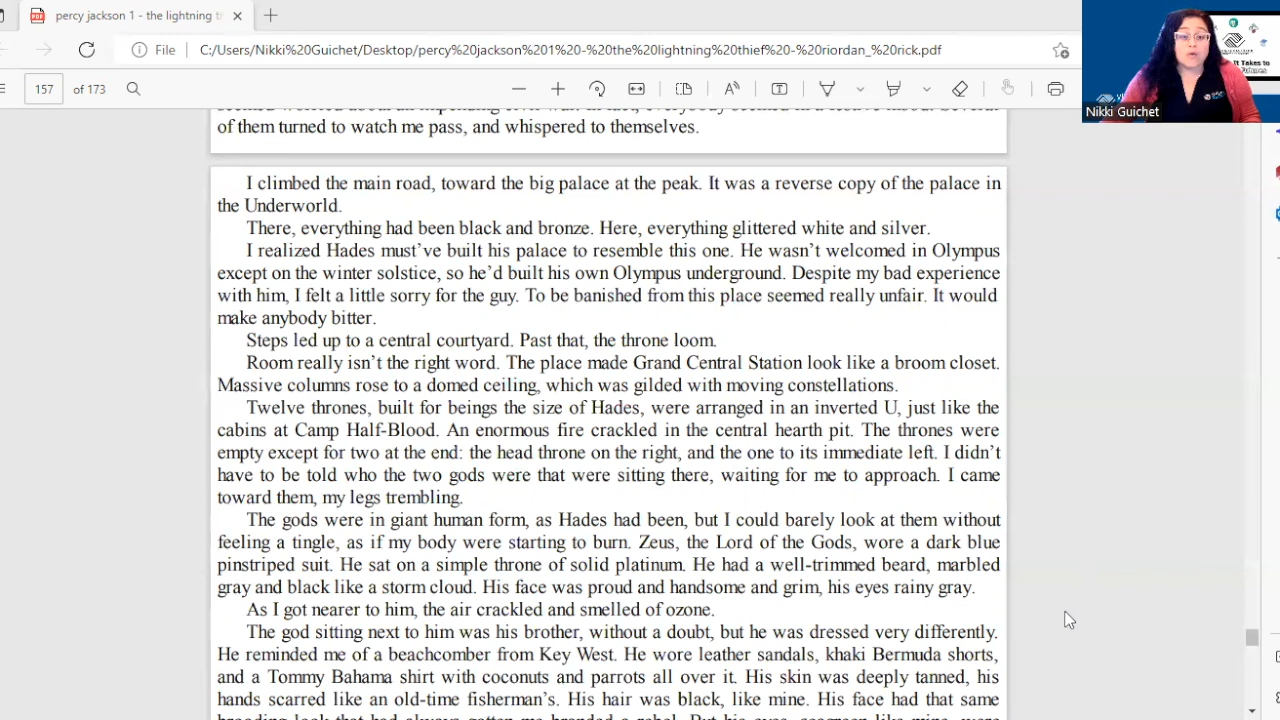 percy jackson 1 - the lightning t
File
C:/Users/Nikki%20Guichet/Desktop/percy%20jackson%201%20-%20the%20lightning%20thief%20-%20riordan_%20rick.pdf
157 of 173
It Takes to
Nikki Guichet
of them turned to watch me pass, and whispered to themselves.
I climbed the main road, toward the big palace at the peak. It was a reverse copy of the palace in
the Underworld.
There, everything had been black and bronze. Here, everything glittered white and silver.
I realized Hades must’ve built his palace to resemble this one. He wasn’t welcomed in Olympus
except on the winter solstice, so he’d built his own Olympus underground. Despite my bad experience
with him, I felt a little sorry for the guy. To be banished from this place seemed really unfair. It would
make anybody bitter.
Steps led up to a central courtyard. Past that, the throne loom.
Room really isn’t the right word. The place made Grand Central Station look like a broom closet.
Massive columns rose to a domed ceiling, which was gilded with moving constellations.
Twelve thrones, built for beings the size of Hades, were arranged in an inverted U, just like the
cabins at Camp Half-Blood. An enormous fire crackled in the central hearth pit. The thrones were
empty except for two at the end: the head throne on the right, and the one to its immediate left. I didn’t
have to be told who the two gods were that were sitting there, waiting for me to approach. I came
toward them, my legs trembling.
The gods were in giant human form, as Hades had been, but I could barely look at them without
feeling a tingle, as if my body were starting to burn. Zeus, the Lord of the Gods, wore a dark blue
pinstriped suit. He sat on a simple throne of solid platinum. He had a well-trimmed beard, marbled
gray and black like a storm cloud. His face was proud and handsome and grim, his eyes rainy gray.
As I got nearer to him, the air crackled and smelled of ozone.
The god sitting next to him was his brother, without a doubt, but he was dressed very differently.
He reminded me of a beachcomber from Key West. He wore leather sandals, khaki Bermuda shorts,
and a Tommy Bahama shirt with coconuts and parrots all over it. His skin was deeply tanned, his
hands scarred like an old-time fisherman’s. His hair was black, like mine. His face had that same